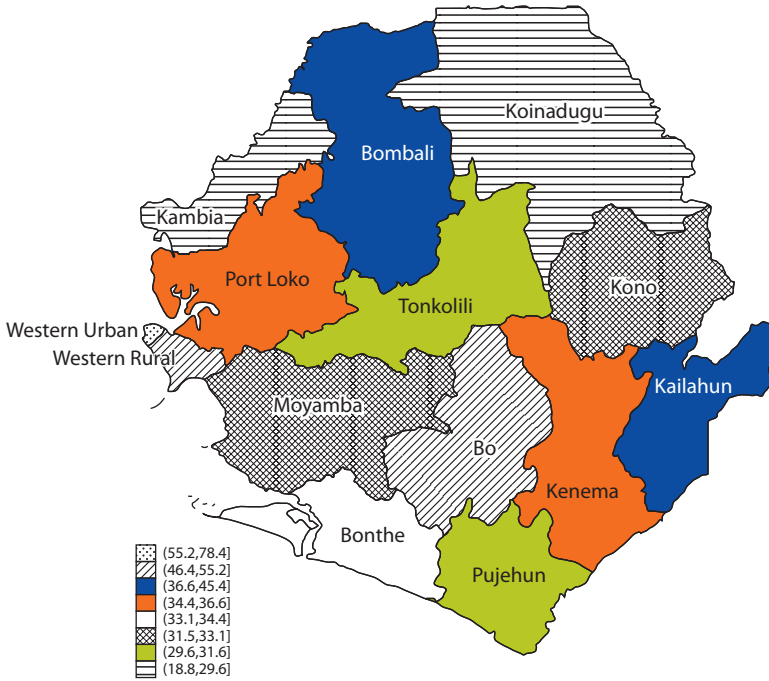 Koinadugu
Bombali
Kambia
Port Loko
Kono
Tonkolili
Western Urban
Western Rural
Kailahun
Moyamba
Bo
Kenema
Bonthe
Pujehun
(55.2,78.4]
(46.4,55.2]
(36.6,45.4]
(34.4,36.6]
(33.1,34.4]
(31.5,33.1]
(29.6,31.6]
(18.8,29.6]